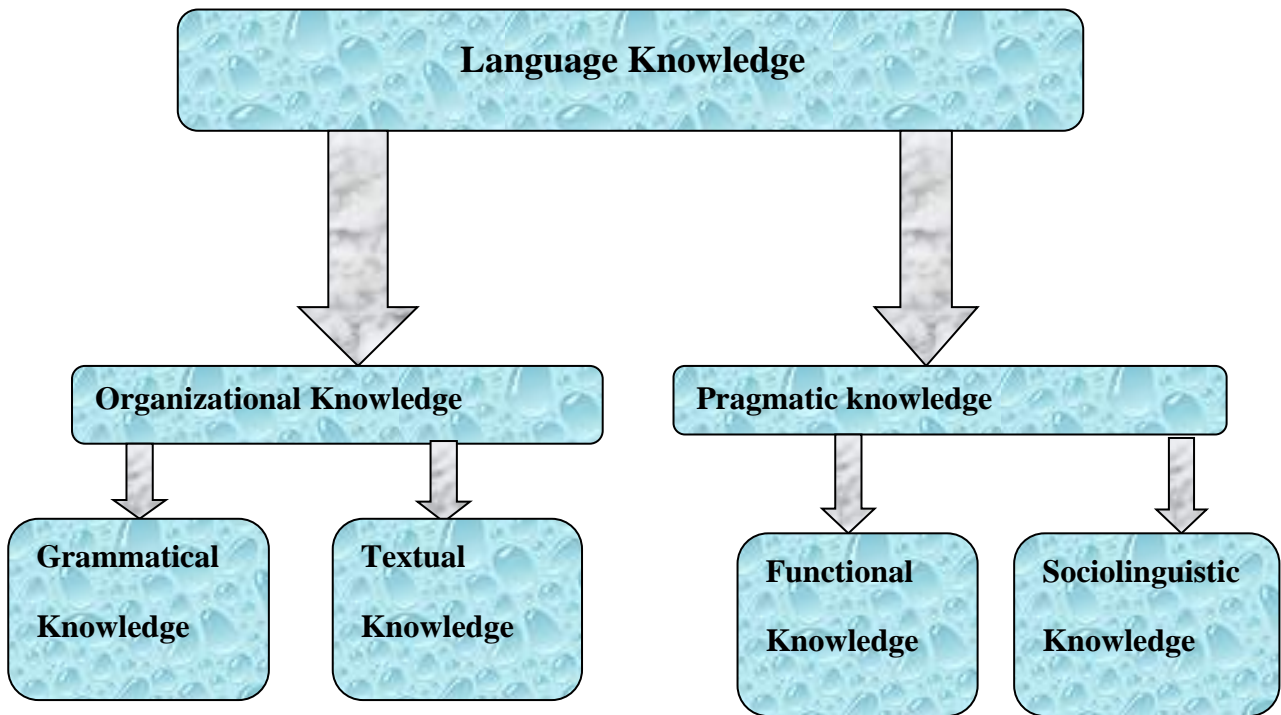 Language Knowledge
Organizational Knowledge
Pragmatic knowledge
Grammatical
Knowledge
Textual
Knowledge
Functional
Knowledge
Sociolinguistic
Knowledge